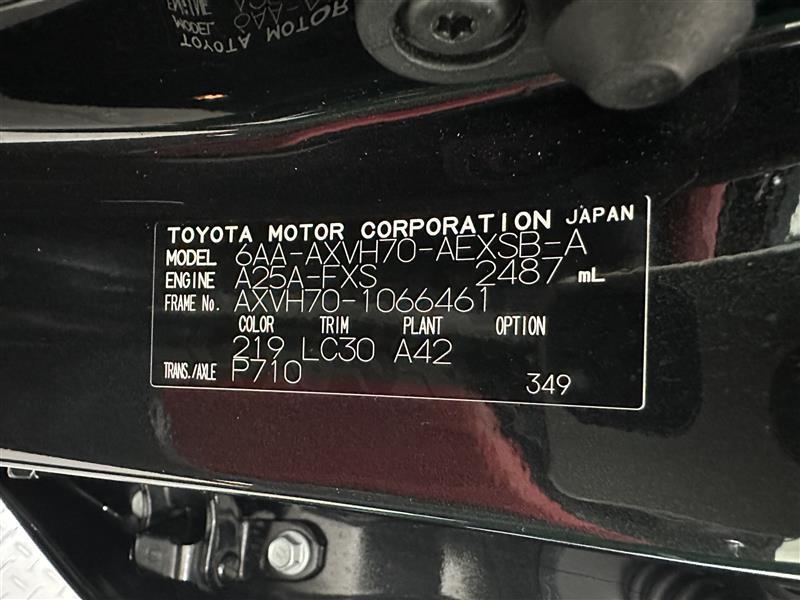 TOYOTA MOTOR CORPORATION JAPAN
MODEL 6AA-AXVH70-AEXSB-A
ENGINE A25A-FXS 2487 mL
FRAME No. AXVH70-1066461
COLOR TRIM PLANT OPTION
219 LC30 A42
TRANS./AXLE P710
349